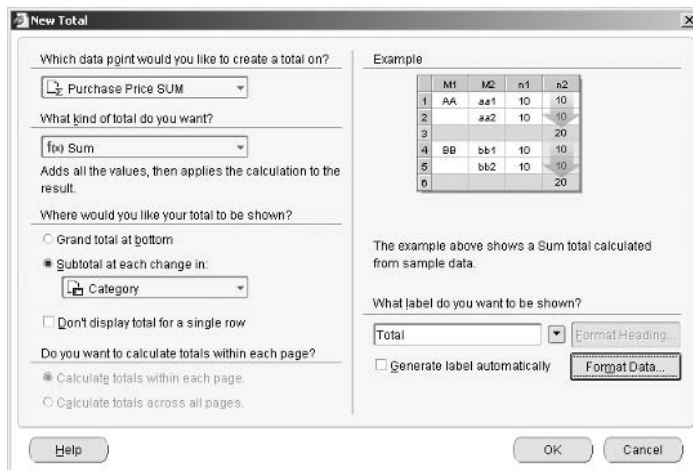 New Total
Which data point would you like to create a total on?
Purchase Price SUM
What kind of total do you want?
f(x) Sum
Adds all the values, then applies the calculation to the
result.
Where would you like your total to be shown?
Grand total at bottom
Subtotal at each change in:
Category
Don't display total for a single row
Do you want to calculate totals within each page?
Calculate totals within each page.
Calculate totals across all pages.
Example
M1 M2 n1 n2
1 AA aa1 10 10
2 aa2 10 10
3 20
4 BB bb1 10 10
5 bb2 10 10
6 20
The example above shows a Sum total calculated
from sample data.
What label do you want to be shown?
Total
Format Heading...
Generate label automatically
Format Data...
Help
OK
Cancel